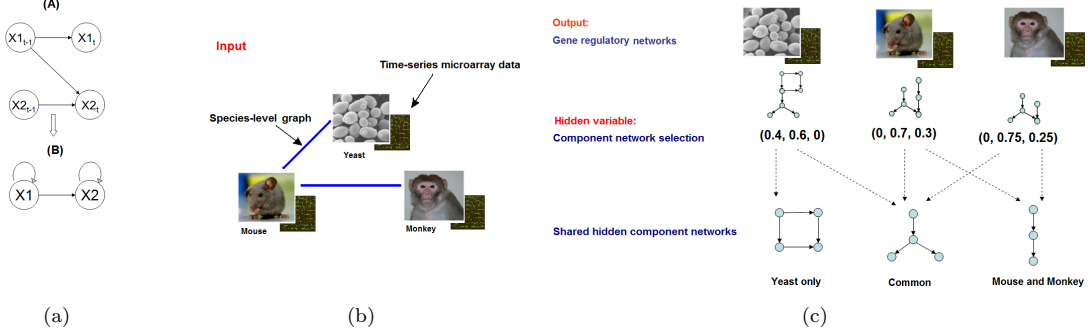 (A)
X1t-1
X1t
X2t-1
X2t
(B)
X1
X2
(a)
Input
Time-series microarray data
Species-level graph
Yeast
Mouse
Monkey
(b)
Output:
Gene regulatory networks
Hidden variable:
Component network selection
(0.4, 0.6, 0)
(0, 0.7, 0.3)
(0, 0.75, 0.25)
Shared hidden component networks
Yeast only
Common
Mouse and Monkey
(c)